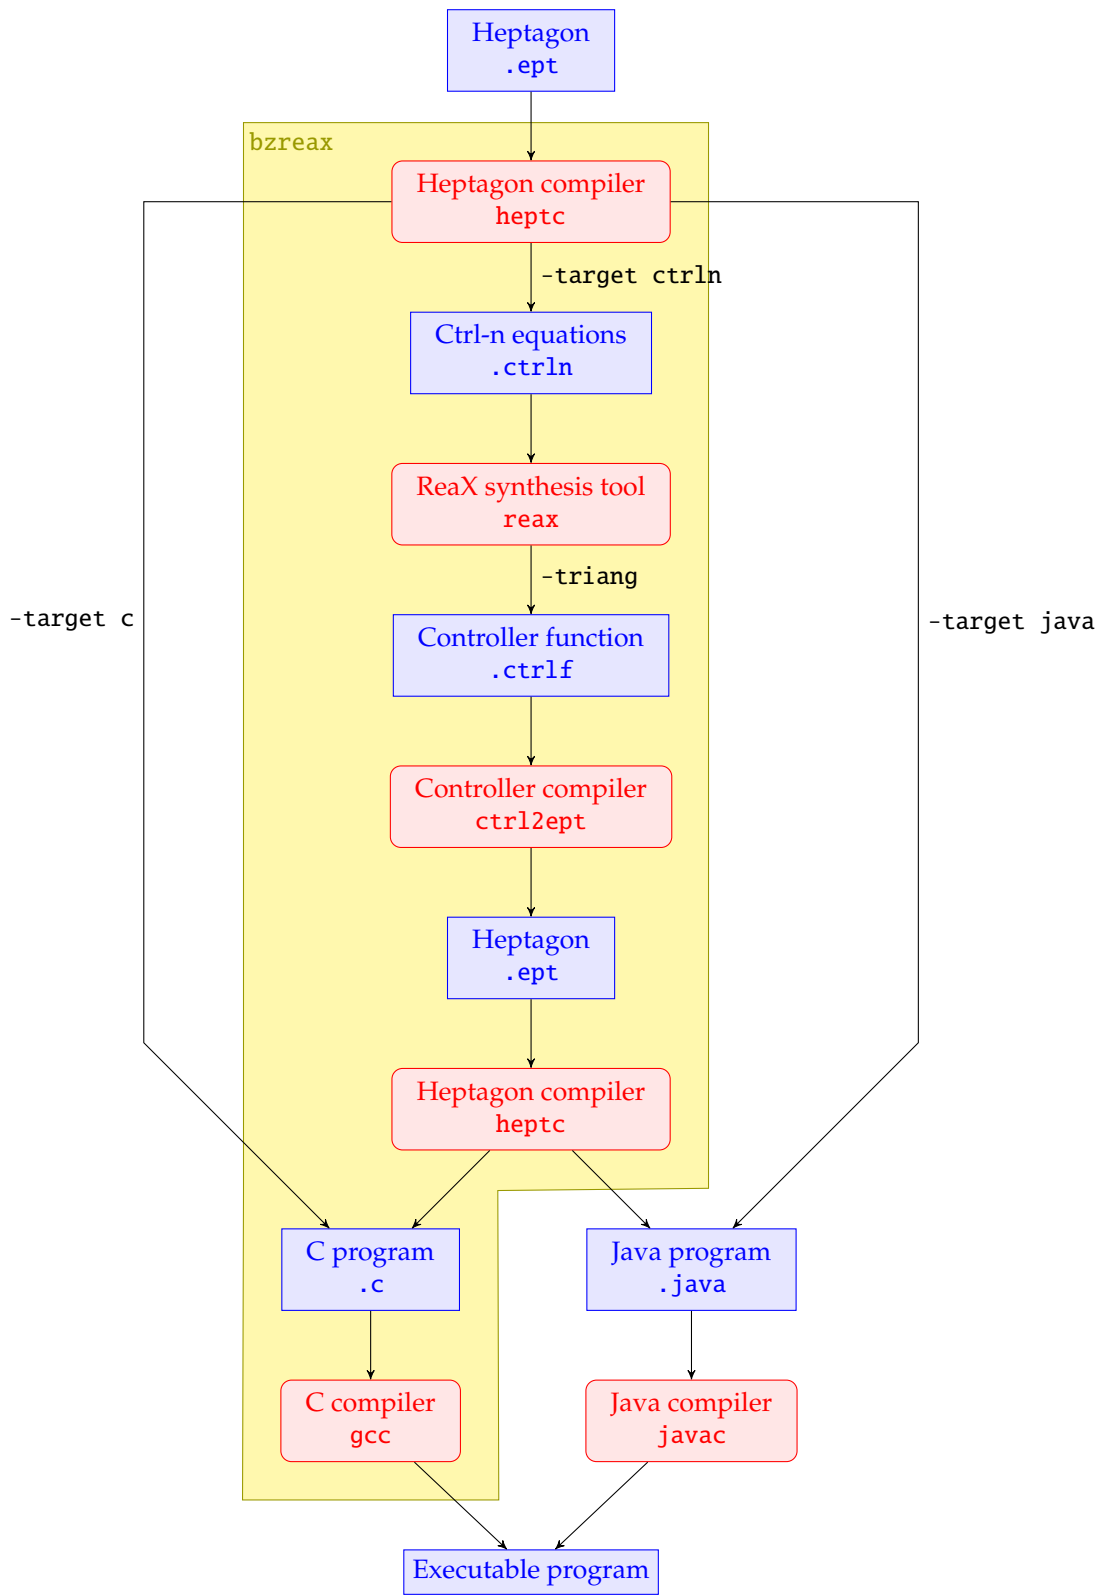 Heptagon
.ept
bzreax
Heptagon compiler
heptc
-target ctrln
Ctrl-n equations
.ctrln
ReaX synthesis tool
reax
-triang
-target c
-target java
Controller function
.ctrlf
Controller compiler
ctrl2ept
Heptagon
.ept
Heptagon compiler
heptc
C program
.c
Java program
.java
C compiler
gcc
Java compiler
javac
Executable program